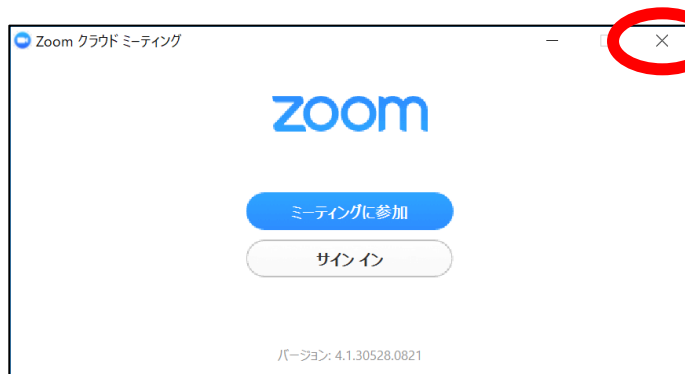 Zoom クラウド ミーティング
zoom
ミーティングに参加
サイン イン
バージョン: 4.1.30528.0821